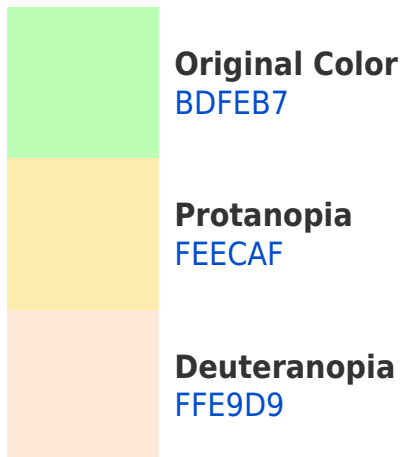 Original Color
BDFEB7
Protanopia
FEECAF
Deuteranopia
FFE9D9